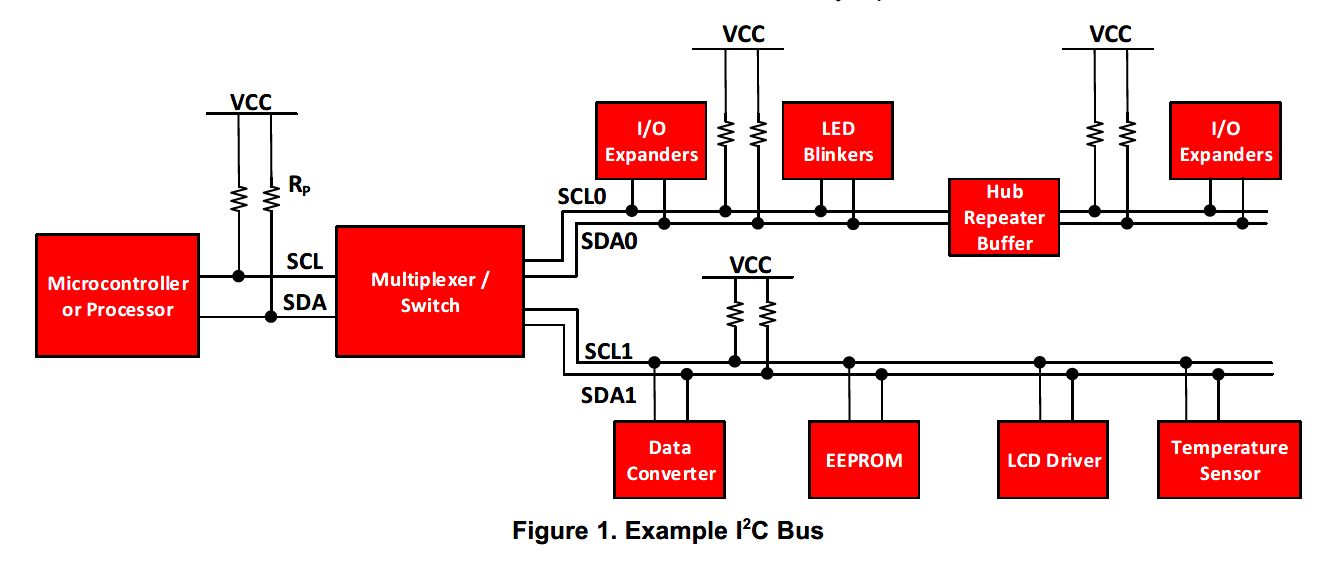 VCC
VCC
VCC
I/O
Expanders
LED
Blinkers
I/O
Expanders
R_P
SCL0
Hub
Repeater
Buffer
SDA0
SCL
Microcontroller
or Processor
SDA
Multiplexer /
Switch
VCC
SCL1
SDA1
Data
Converter
EEPROM
LCD Driver
Temperature
Sensor
Figure 1. Example I²C Bus